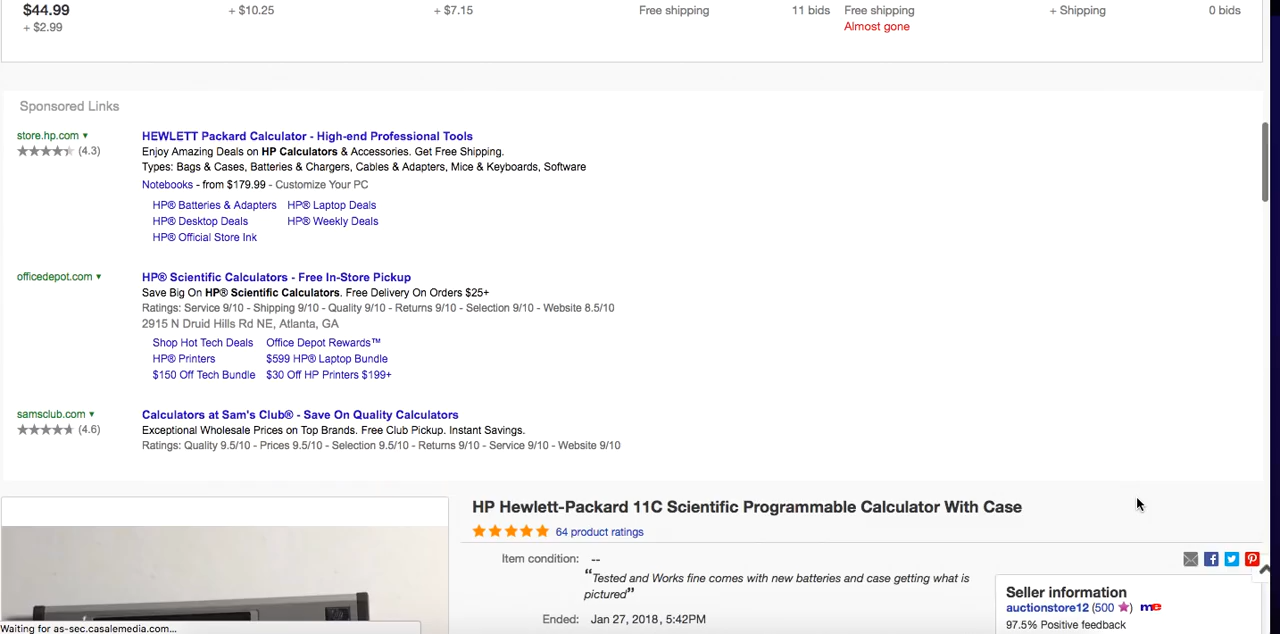 $44.99 + $10.25 + $7.15 Free shipping 11 bids Free shipping + Shipping 0 bids
+ $2.99 Almost gone
Sponsored Links
store.hp.com ▾ HEWLETT Packard Calculator - High-end Professional Tools
(4.3) Enjoy Amazing Deals on HP Calculators & Accessories. Get Free Shipping.
Types: Bags & Cases, Batteries & Chargers, Cables & Adapters, Mice & Keyboards, Software
Notebooks - from $179.99 - Customize Your PC
HP® Batteries & Adapters HP® Laptop Deals
HP® Desktop Deals HP® Weekly Deals
HP® Official Store Ink
officedepot.com ▾ HP® Scientific Calculators - Free In-Store Pickup
Save Big On HP® Scientific Calculators. Free Delivery On Orders $25+
Ratings: Service 9/10 - Shipping 9/10 - Quality 9/10 - Returns 9/10 - Selection 9/10 - Website 8.5/10
2915 N Druid Hills Rd NE, Atlanta, GA
Shop Hot Tech Deals Office Depot Rewards™
HP® Printers $599 HP® Laptop Bundle
$150 Off Tech Bundle $30 Off HP Printers $199+
samsclub.com ▾ Calculators at Sam's Club® - Save On Quality Calculators
(4.6) Exceptional Wholesale Prices on Top Brands. Free Club Pickup. Instant Savings.
Ratings: Quality 9.5/10 - Prices 9.5/10 - Selection 9.5/10 - Returns 9/10 - Service 9/10 - Website 9/10
HP Hewlett-Packard 11C Scientific Programmable Calculator With Case
64 product ratings
Item condition: --
“Tested and Works fine comes with new batteries and case getting what is
pictured”
Ended: Jan 27, 2018 , 5:42PM
Seller information
auctionstore12 (500 ★) me
97.5% Positive feedback
Waiting for as-sec.casalemedia.com...